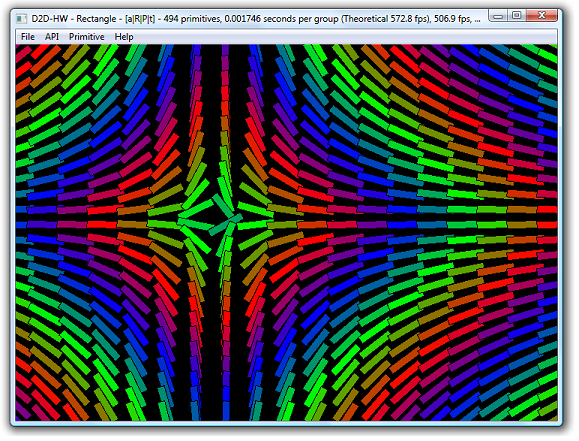 D2D-HW - Rectangle - [a|R|P|t] - 494 primitives, 0.001746 seconds per group (Theoretical 572.8 fps), 506.9 fps, ...
File API Primitive Help